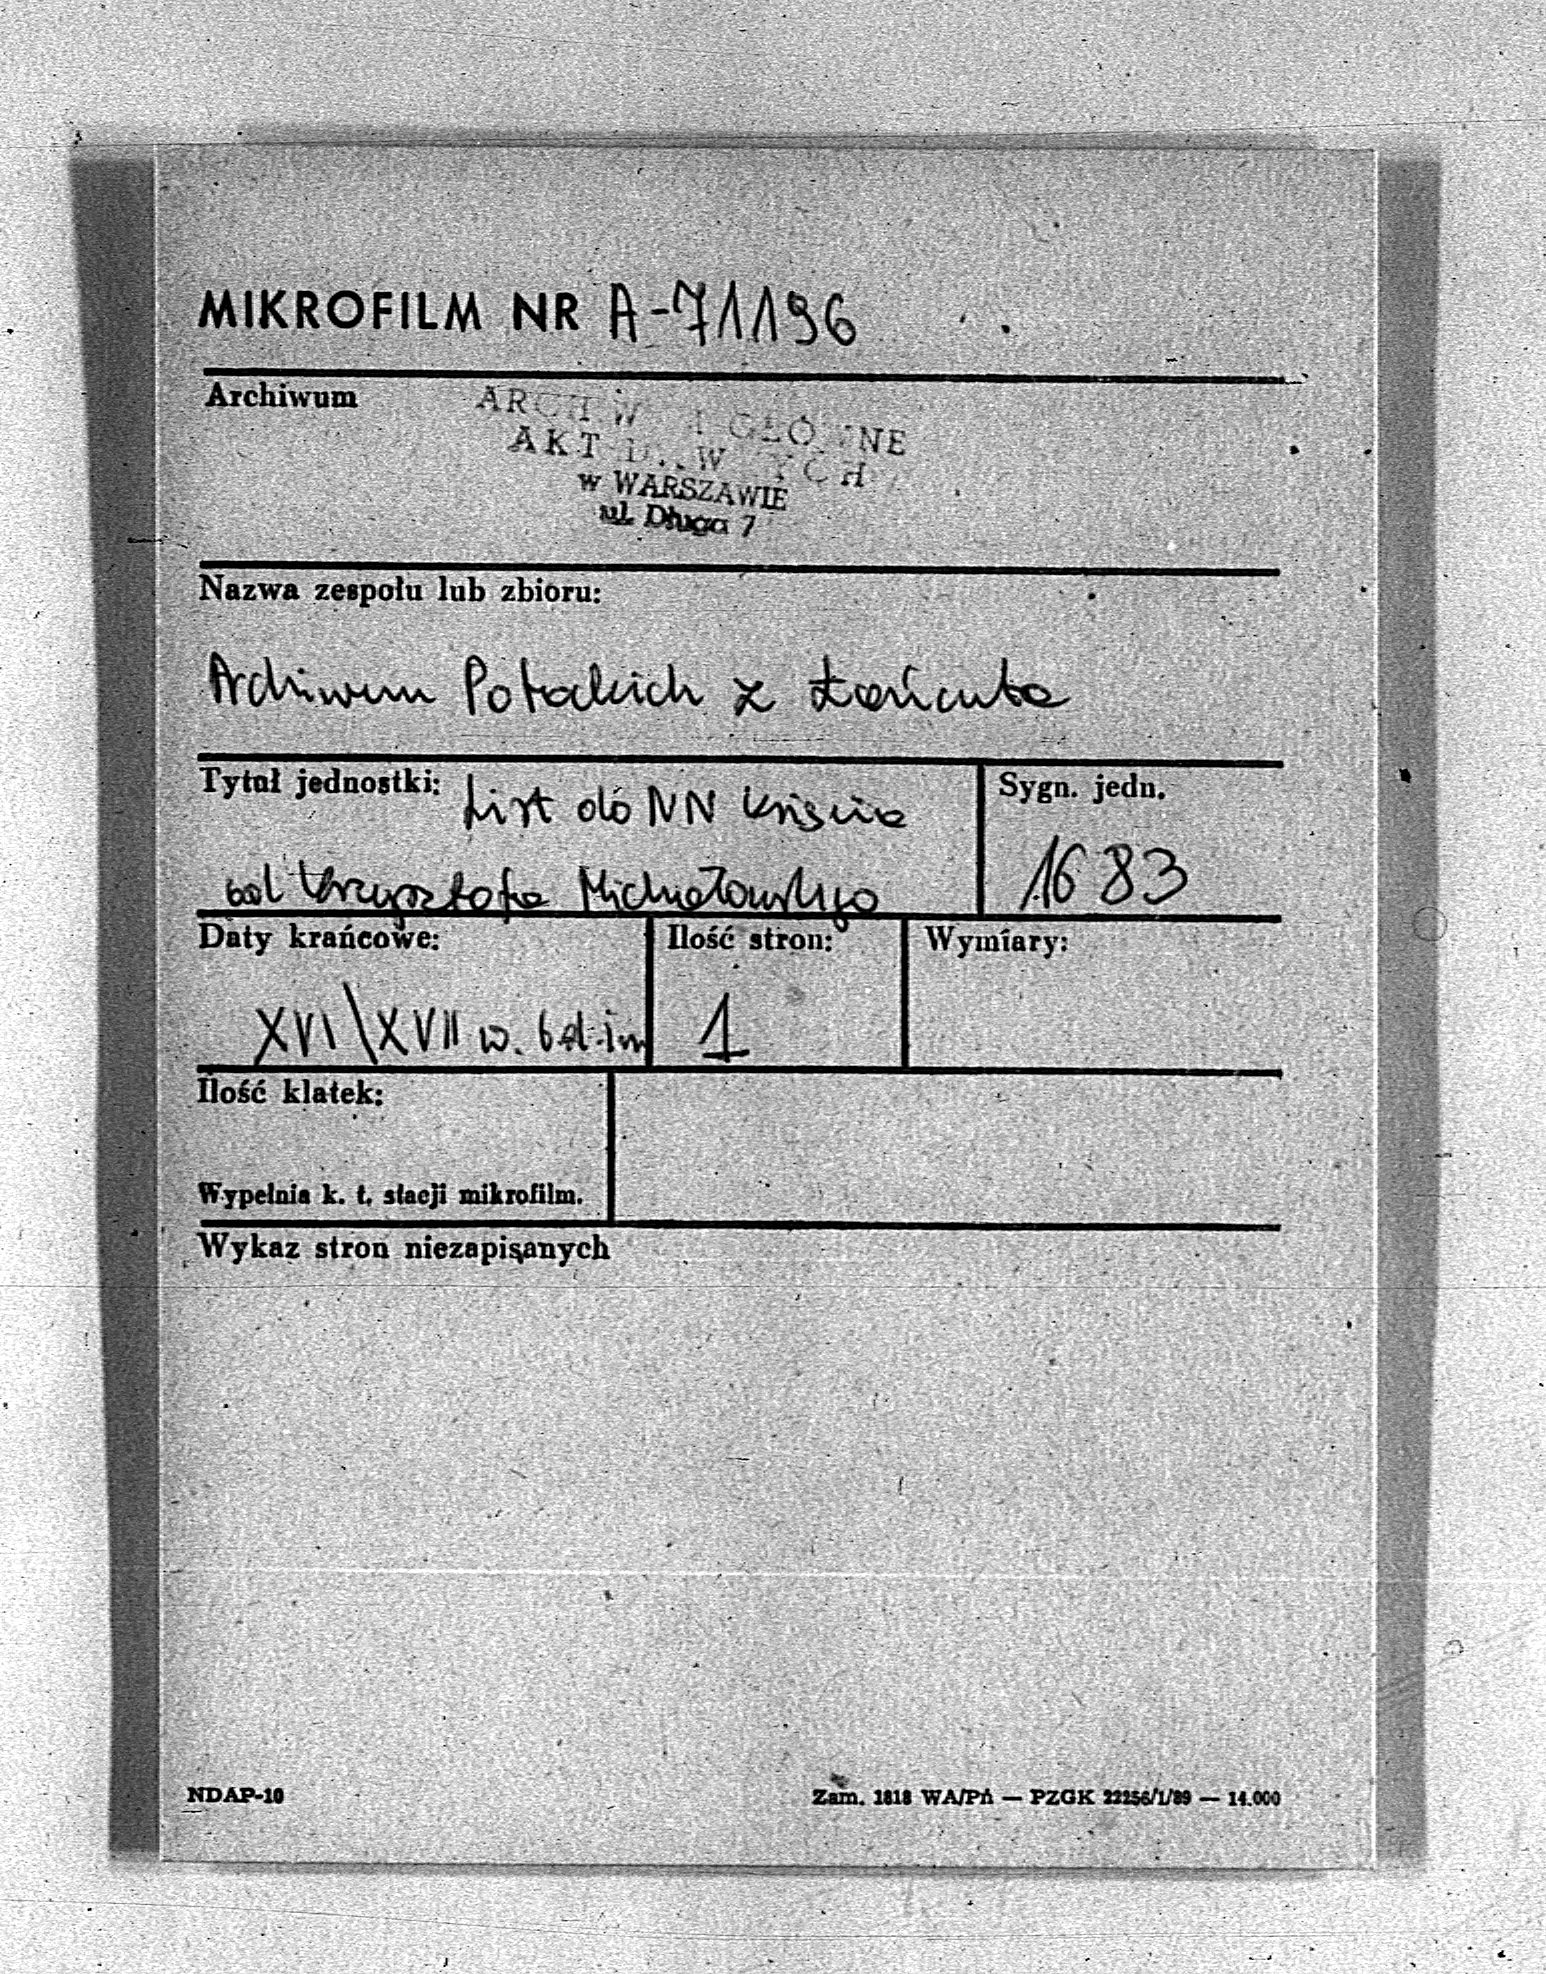 MIKROFILM NR A-71196
Archiwum
ARCHIWUM GŁÓWNE
AKT DAWNYCH
w WARSZAWIE
ul. Długa 7
Nazwa zespołu lub zbioru:
Archiwum Potockich z Łańcuta
Tytuł jednostki: List do NN księcia
od Krzysztofa Michałowskiego
Sygn. jedn.
1683
Daty krańcowe:
XVI\XVII w.
Ilość stron:
1
Wymiary:
Ilość klatek:
Wypełnia k. t. stacji mikrofilm.
Wykaz stron niezapisanych
NDAP-10
Zam. 1818 WA/Pń — PZGK 22256/1/89 — 14.000